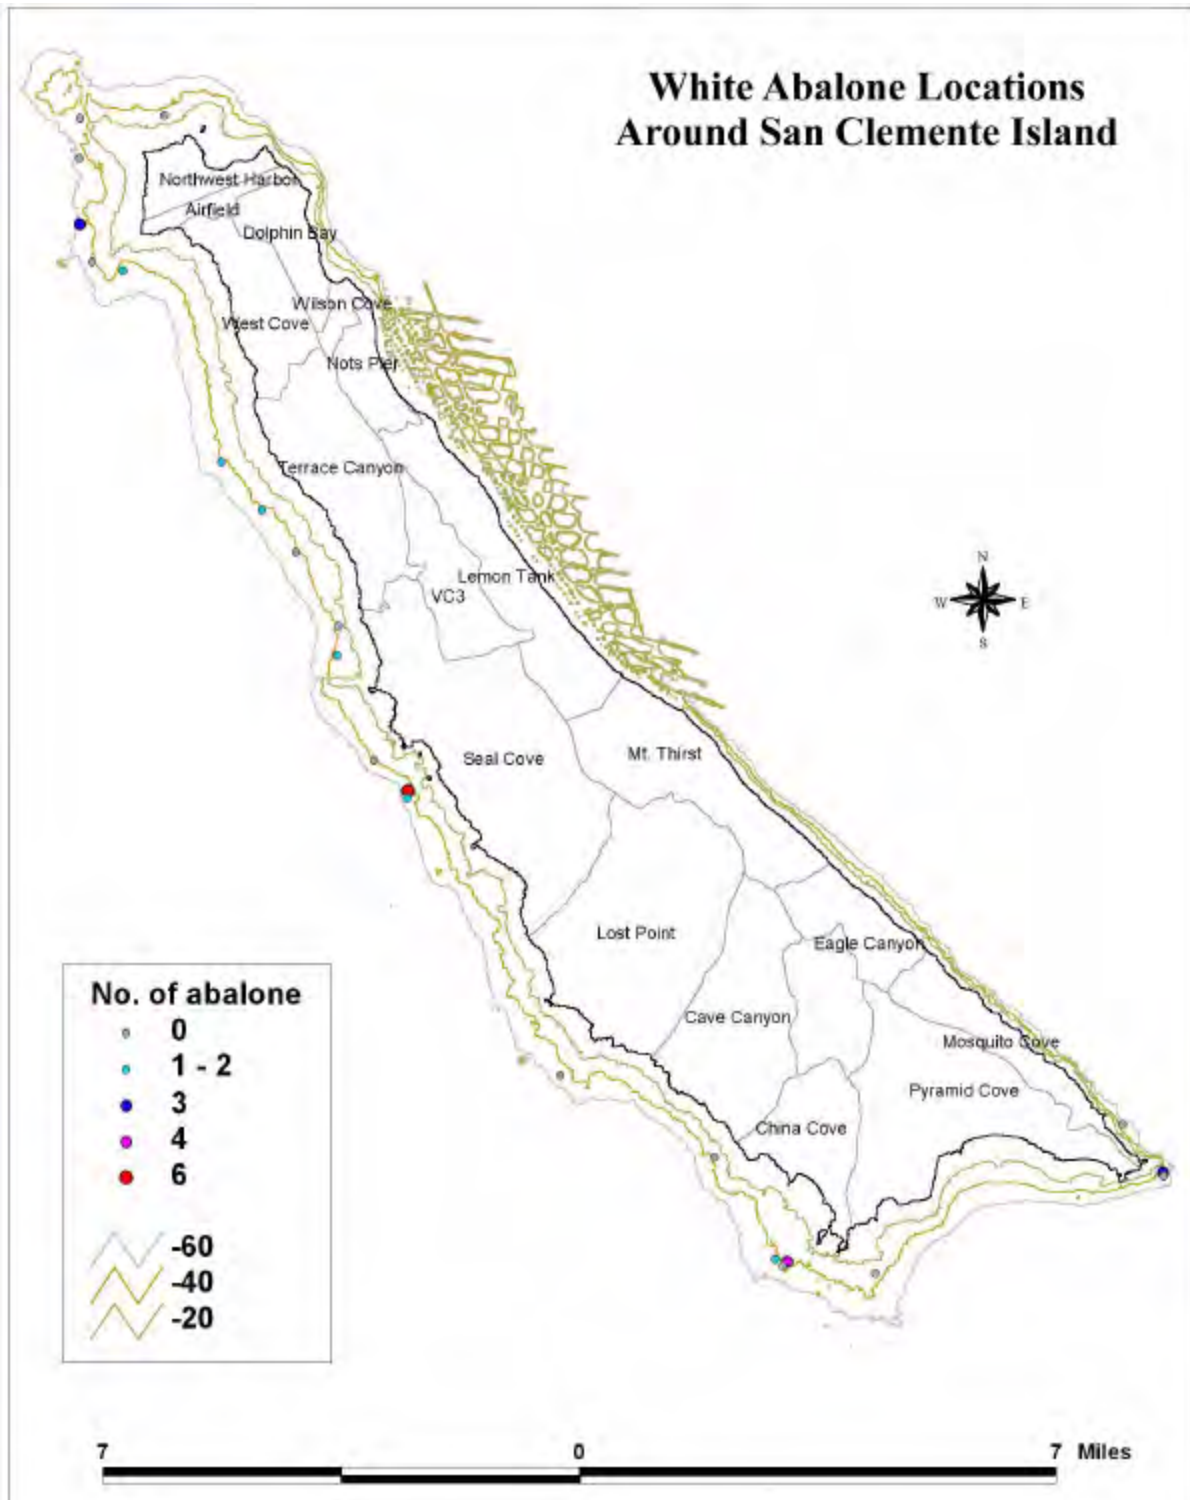 White Abalone Locations
Around San Clemente Island
Northwest Harbor
Airfield
Dolphin Bay
Wilson Cove
West Cove
Nots Pier
Terrace Canyon
Lemon Tank
VC3
N
W E
S
Seal Cove
Mt. Thirst
Lost Point
Eagle Canyon
Cave Canyon
Mosquito Cove
Pyramid Cove
China Cove
No. of abalone
0
1 - 2
3
4
6
-60
-40
-20
7 0 7 Miles